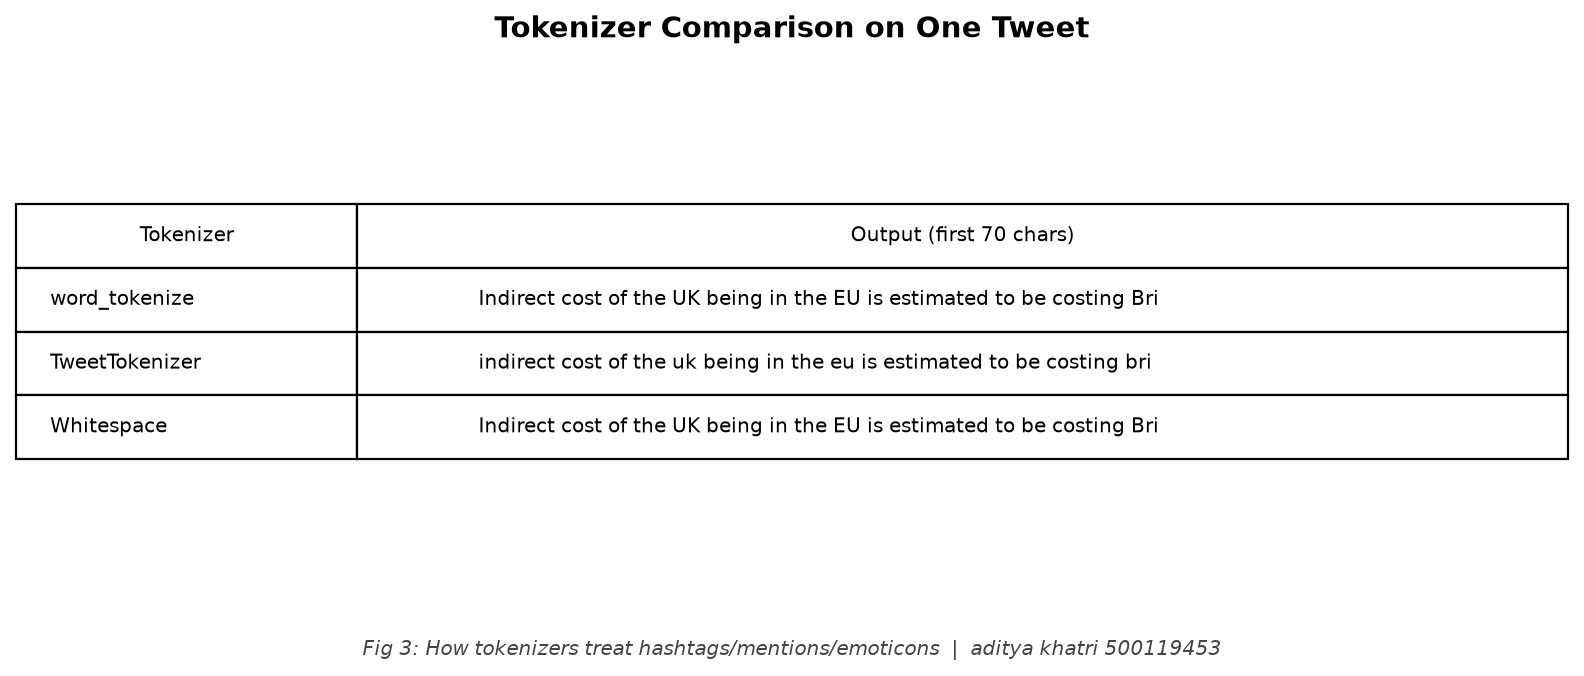 Tokenizer Comparison on One Tweet
Tokenizer Output (first 70 chars)
word_tokenize Indirect cost of the UK being in the EU is estimated to be costing Bri
TweetTokenizer indirect cost of the uk being in the eu is estimated to be costing bri
Whitespace Indirect cost of the UK being in the EU is estimated to be costing Bri
Fig 3: How tokenizers treat hashtags/mentions/emoticons | aditya khatri 500119453